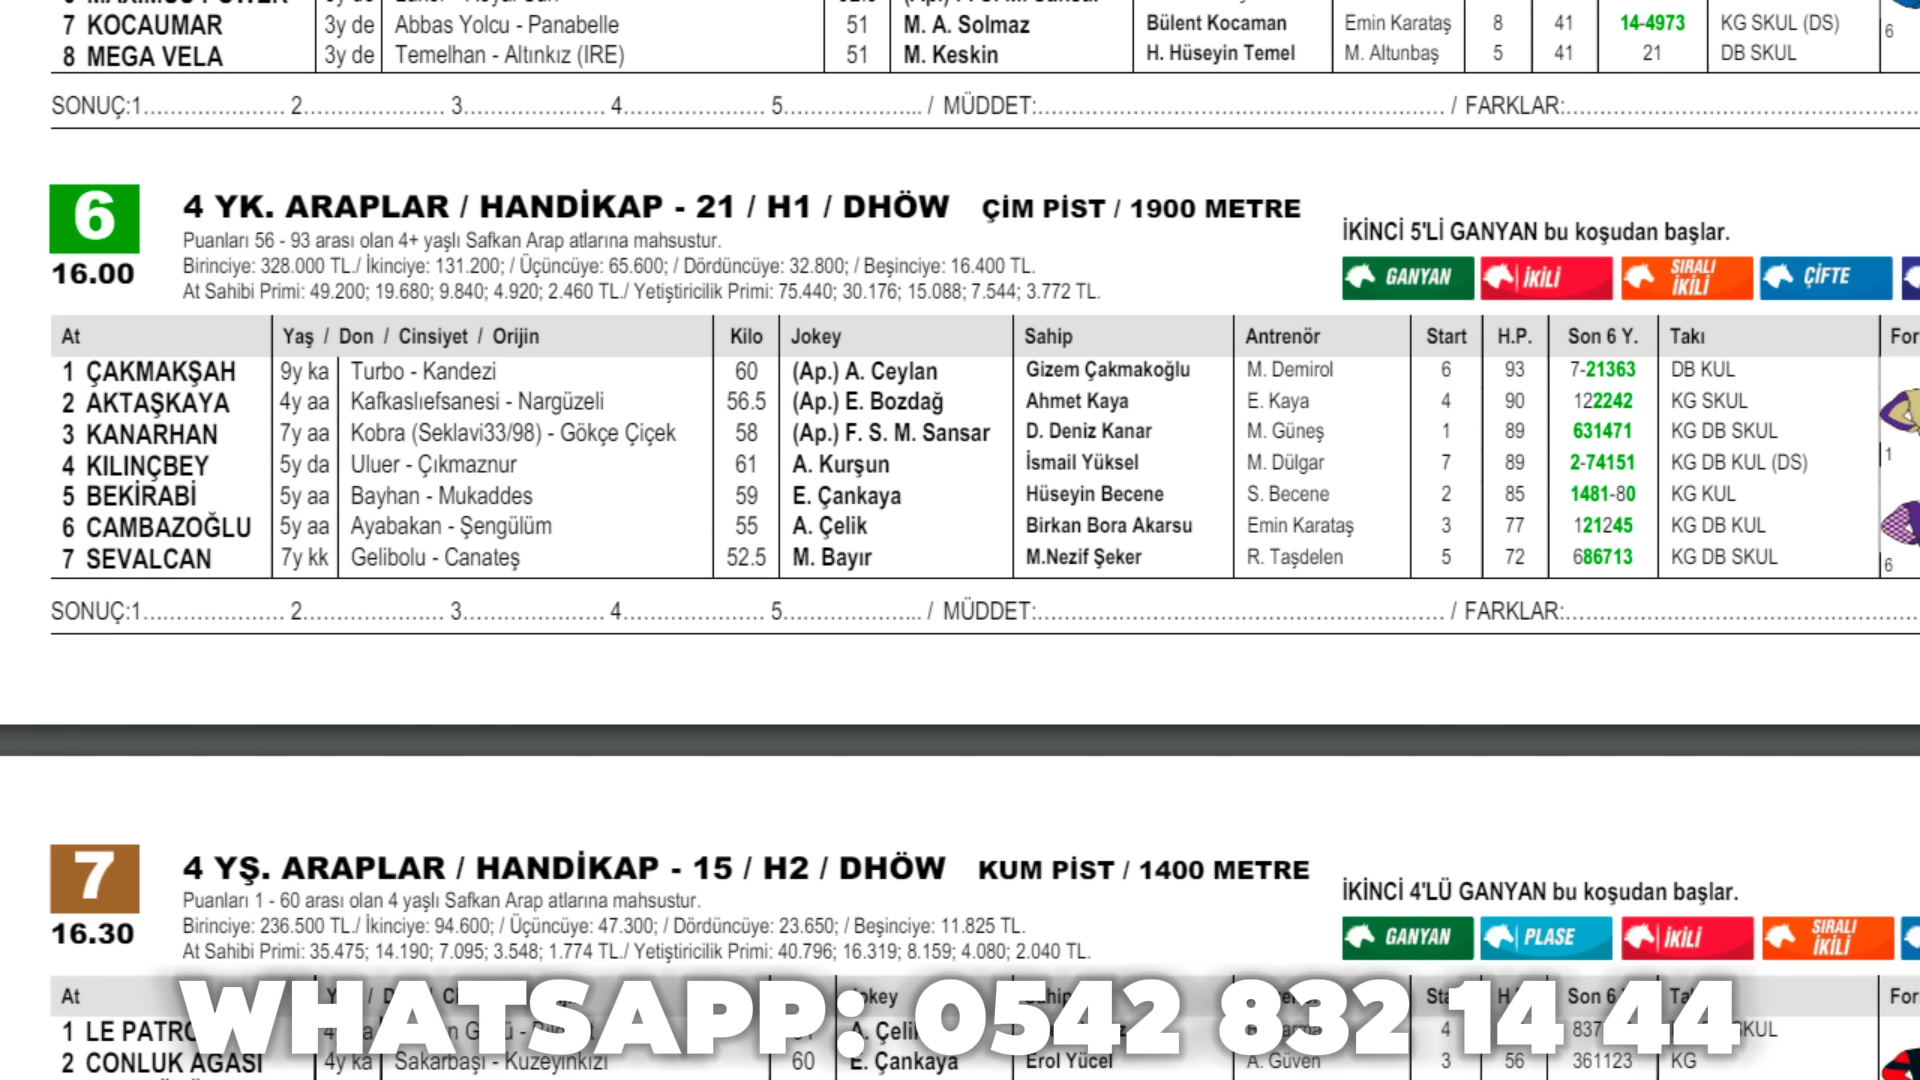 7 KOCAUMAR 3y de Abbas Yolcu - Panabelle 51 M. A. Solmaz Bülent Kocaman Emin Karataş 8 41 14-4973 KG SKUL (DS) 6
8 MEGA VELA 3y de Temelhan - Altınkız (IRE) 51 M. Keskin H. Hüseyin Temel M. Altunbaş 5 41 21 DB SKUL
SONUÇ:1..................... 2..................... 3..................... 4..................... 5..................... / MÜDDET:.............................................................. / FARKLAR:......................................................
6 4 YK. ARAPLAR / HANDİKAP - 21 / H1 / DHÖW ÇİM PİST / 1900 METRE
16.00
Puanları 56 - 93 arası olan 4+ yaşlı Safkan Arap atlarına mahsustur.
Birinciye: 328.000 TL./ İkinciye: 131.200; / Üçüncüye: 65.600; / Dördüncüye: 32.800; / Beşinciye: 16.400 TL.
At Sahibi Primi: 49.200; 19.680; 9.840; 4.920; 2.460 TL./ Yetiştiricilik Primi: 75.440; 30.176; 15.088; 7.544; 3.772 TL.
İKİNCİ 5'Lİ GANYAN bu koşudan başlar.
GANYAN İKİLİ SIRALI İKİLİ ÇİFTE
At Yaş / Don / Cinsiyet / Orijin Kilo Jokey Sahip Antrenör Start H.P. Son 6 Y. Takı For
1 ÇAKMAKŞAH 9y ka Turbo - Kandezi 60 (Ap.) A. Ceylan Gizem Çakmakoğlu M. Demirol 6 93 7-21363 DB KUL
2 AKTAŞKAYA 4y aa Kafkaslıefsanesi - Nargüzeli 56.5 (Ap.) E. Bozdağ Ahmet Kaya E. Kaya 4 90 122242 KG SKUL
3 KANARHAN 7y aa Kobra (Seklavi33/98) - Gökçe Çiçek 58 (Ap.) F. S. M. Sansar D. Deniz Kanar M. Güneş 1 89 631471 KG DB SKUL 1
4 KILINÇBEY 5y da Uluer - Çıkmaznur 61 A. Kurşun İsmail Yüksel M. Dülgar 7 89 2-74151 KG DB KUL (DS)
5 BEKİRABİ 5y aa Bayhan - Mukaddes 59 E. Çankaya Hüseyin Becene S. Becene 2 85 1481-80 KG KUL
6 CAMBAZOĞLU 5y aa Ayabakan - Şengülüm 55 A. Çelik Birkan Bora Akarsu Emin Karataş 3 77 121245 KG DB KUL
7 SEVALCAN 7y kk Gelibolu - Canateş 52.5 M. Bayır M.Nezif Şeker R. Taşdelen 5 72 686713 KG DB SKUL 6
SONUÇ:1..................... 2..................... 3..................... 4..................... 5..................... / MÜDDET:.............................................................. / FARKLAR:......................................................
7 4 YŞ. ARAPLAR / HANDİKAP - 15 / H2 / DHÖW KUM PİST / 1400 METRE
16.30
Puanları 1 - 60 arası olan 4 yaşlı Safkan Arap atlarına mahsustur.
Birinciye: 236.500 TL./ İkinciye: 94.600; / Üçüncüye: 47.300; / Dördüncüye: 23.650; / Beşinciye: 11.825 TL.
At Sahibi Primi: 35.475; 14.190; 7.095; 3.548; 1.774 TL./ Yetiştiricilik Primi: 40.796; 16.319; 8.159; 4.080; 2.040 TL.
İKİNCİ 4'LÜ GANYAN bu koşudan başlar.
GANYAN PLASE İKİLİ SIRALI İKİLİ
At Son 6 For
WHATSAPP: 0542 832 14 44
1 LE 4
2 CONLUK AĞASI 4y ka Sakarbaşı - Kuzeyinkızı 60 E. Çankaya Erol Yücel A. Güven 3 56 361123 KG